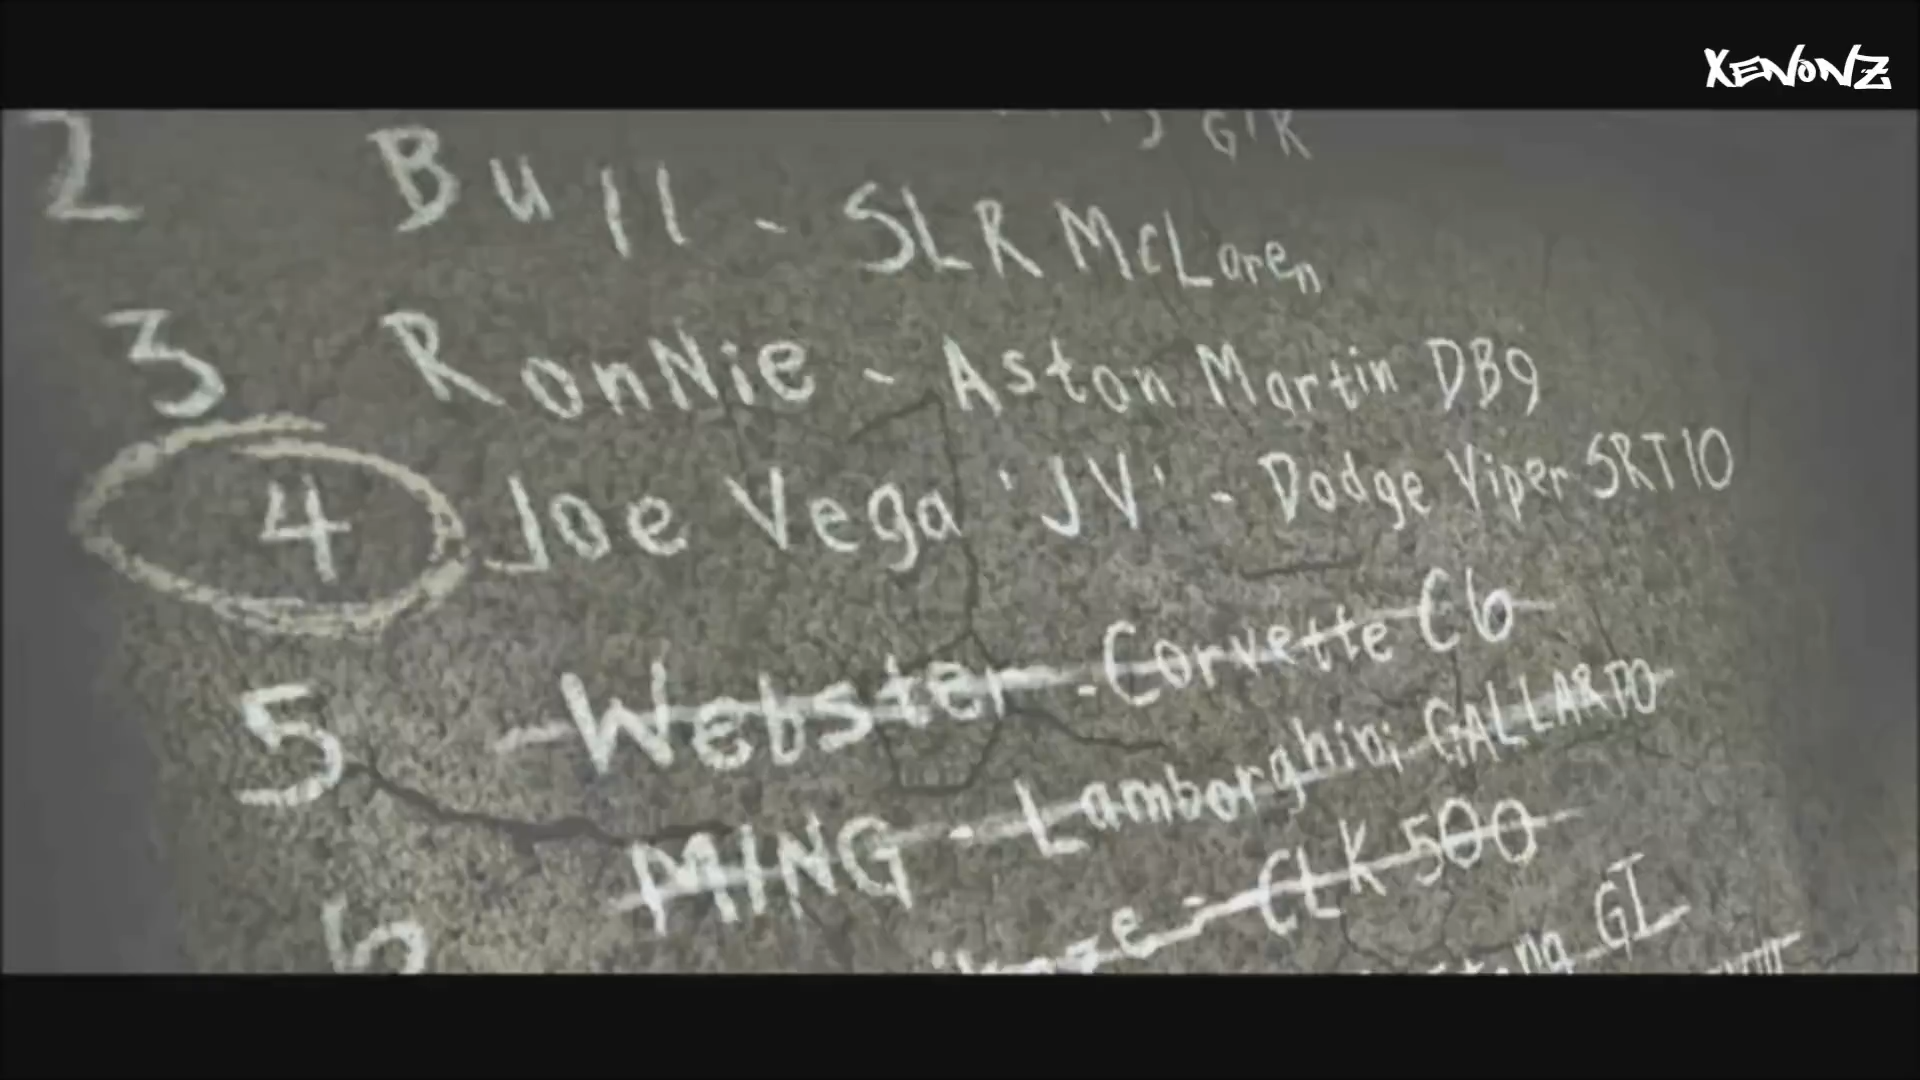 XENONZ
2 Bull - SLR McLaren
3 RonNie - Aston Martin DB9
4 Joe Vega 'JV' - Dodge Viper SRT10
5 Webster - Corvette C6
6 MING - Lamborghini GALLARDO
- CLK 500
GT